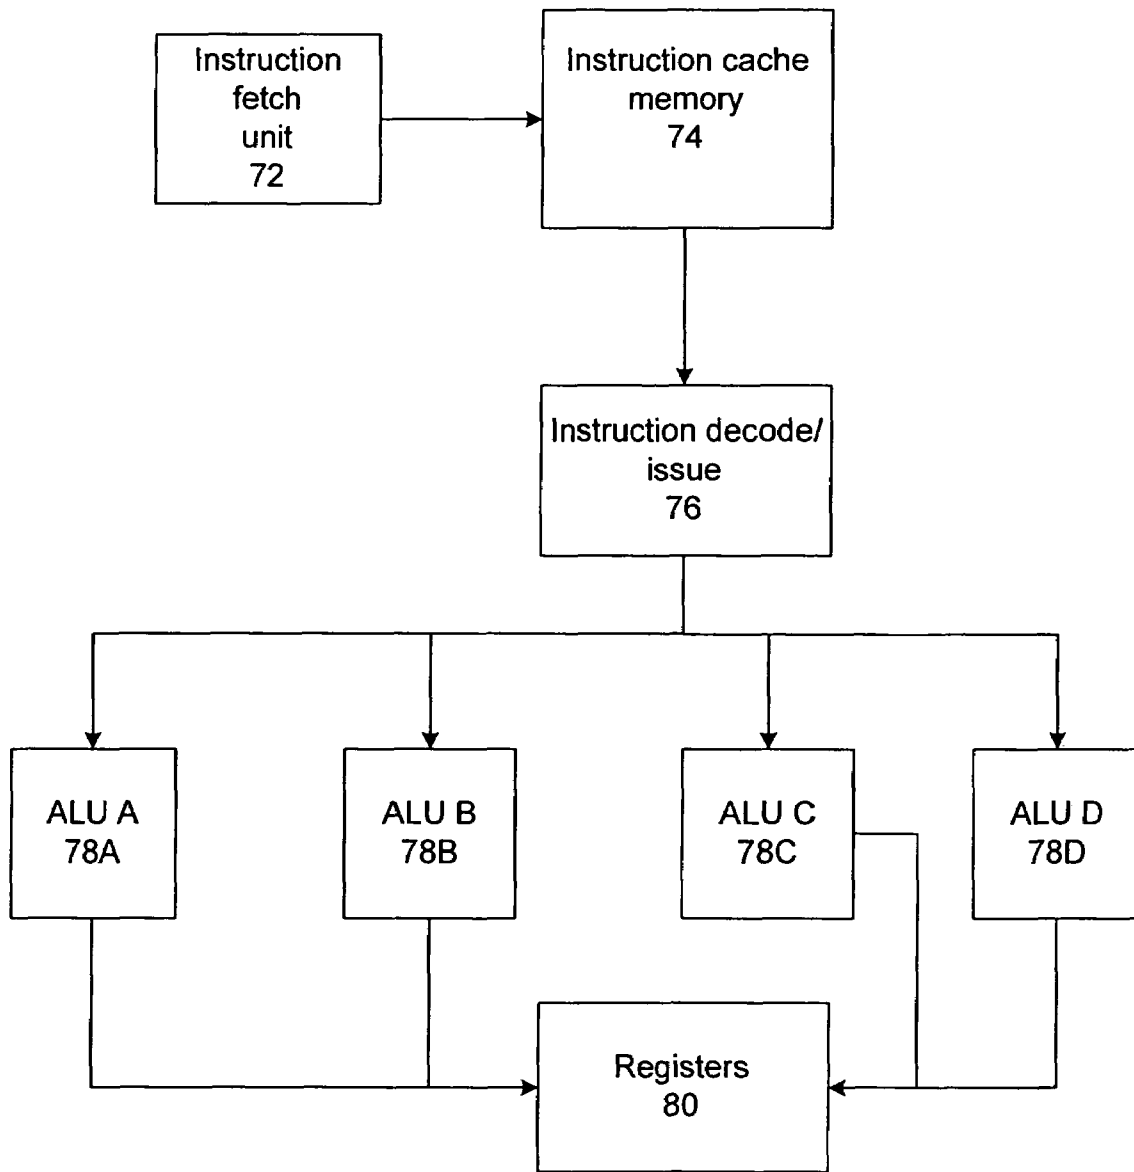 Instruction
fetch
unit
72
Instruction cache
memory
74
Instruction decode/
issue
76
ALU A
78A
ALU B
78B
ALU C
78C
ALU D
78D
Registers
80